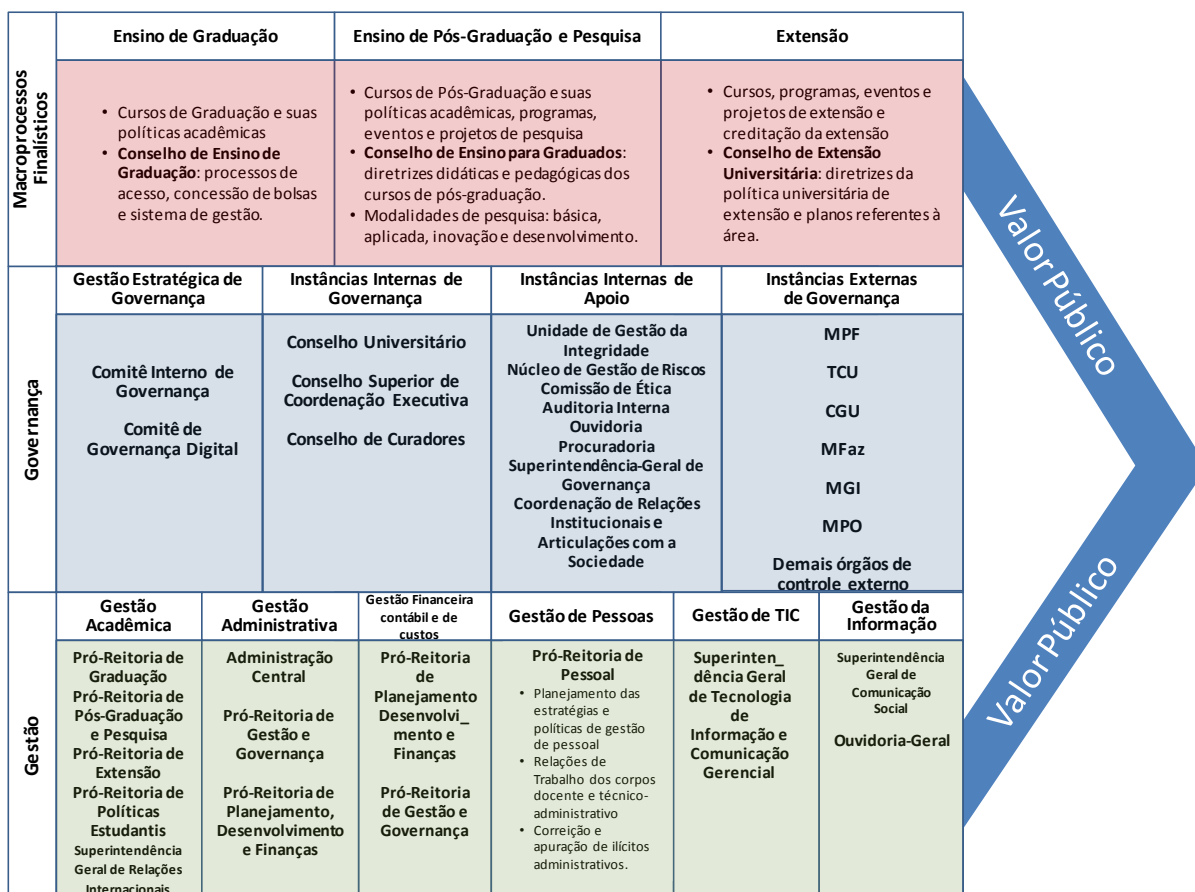 Macroprocessos
Finalísticos
Ensino de Graduação
Ensino de Pós-Graduação e Pesquisa
Extensão
• Cursos de Graduação e suas
políticas acadêmicas
• Conselho de Ensino de
Graduação: processos de
acesso, concessão de bolsas
e sistema de gestão.
• Cursos de Pós-Graduação e suas
políticas acadêmicas, programas,
eventos e projetos de pesquisa
• Conselho de Ensino para Graduados:
diretrizes didáticas e pedagógicas dos
cursos de pós-graduação.
• Modalidades de pesquisa: básica,
aplicada, inovação e desenvolvimento.
• Cursos, programas, eventos e
projetos de extensão e
creditação da extensão
• Conselho de Extensão
Universitária: diretrizes da
política universitária de
extensão e planos referentes à
área.
Governança
Gestão Estratégica de
Governança
Instâncias Internas de
Governança
Instâncias Internas de
Apoio
Instâncias Externas
de Governança
Comitê Interno de
Governança
Comitê de
Governança Digital
Conselho Universitário
Conselho Superior de
Coordenação Executiva
Conselho de Curadores
Unidade de Gestão da
Integridade
Núcleo de Gestão de Riscos
Comissão de Ética
Auditoria Interna
Ouvidoria
Procuradoria
Superintendência-Geral de
Governança
Coordenação de Relações
Institucionais e
Articulações com a
Sociedade
MPF
TCU
CGU
MFaz
MGI
MPO
Demais órgãos de
controle externo
Gestão
Gestão
Acadêmica
Gestão
Administrativa
Gestão Financeira
contábil e de
custos
Gestão de Pessoas
Gestão de TIC
Gestão da
Informação
Pró-Reitoria de
Graduação
Pró-Reitoria de
Pós-Graduação
e Pesquisa
Pró-Reitoria de
Extensão
Pró-Reitoria de
Políticas
Estudantis
Superintendência
Geral de Relações
Internacionais
Administração
Central
Pró-Reitoria de
Gestão e
Governança
Pró-Reitoria de
Planejamento,
Desenvolvimento
e Finanças
Pró-Reitoria
de
Planejamento
Desenvolvi_
mento e
Finanças
Pró-Reitoria
de Gestão e
Governança
Pró-Reitoria de
Pessoal
• Planejamento das
estratégias e
políticas de gestão
de pessoal
• Relações de
Trabalho dos corpos
docente e técnico-
administrativo
• Correição e
apuração de ilícitos
administrativos.
Superinten_
dência Geral
de Tecnologia
de
Informação e
Comunicação
Gerencial
Superintendência
Geral de
Comunicação
Social
Ouvidoria-Geral
Valor Público
Valor Público